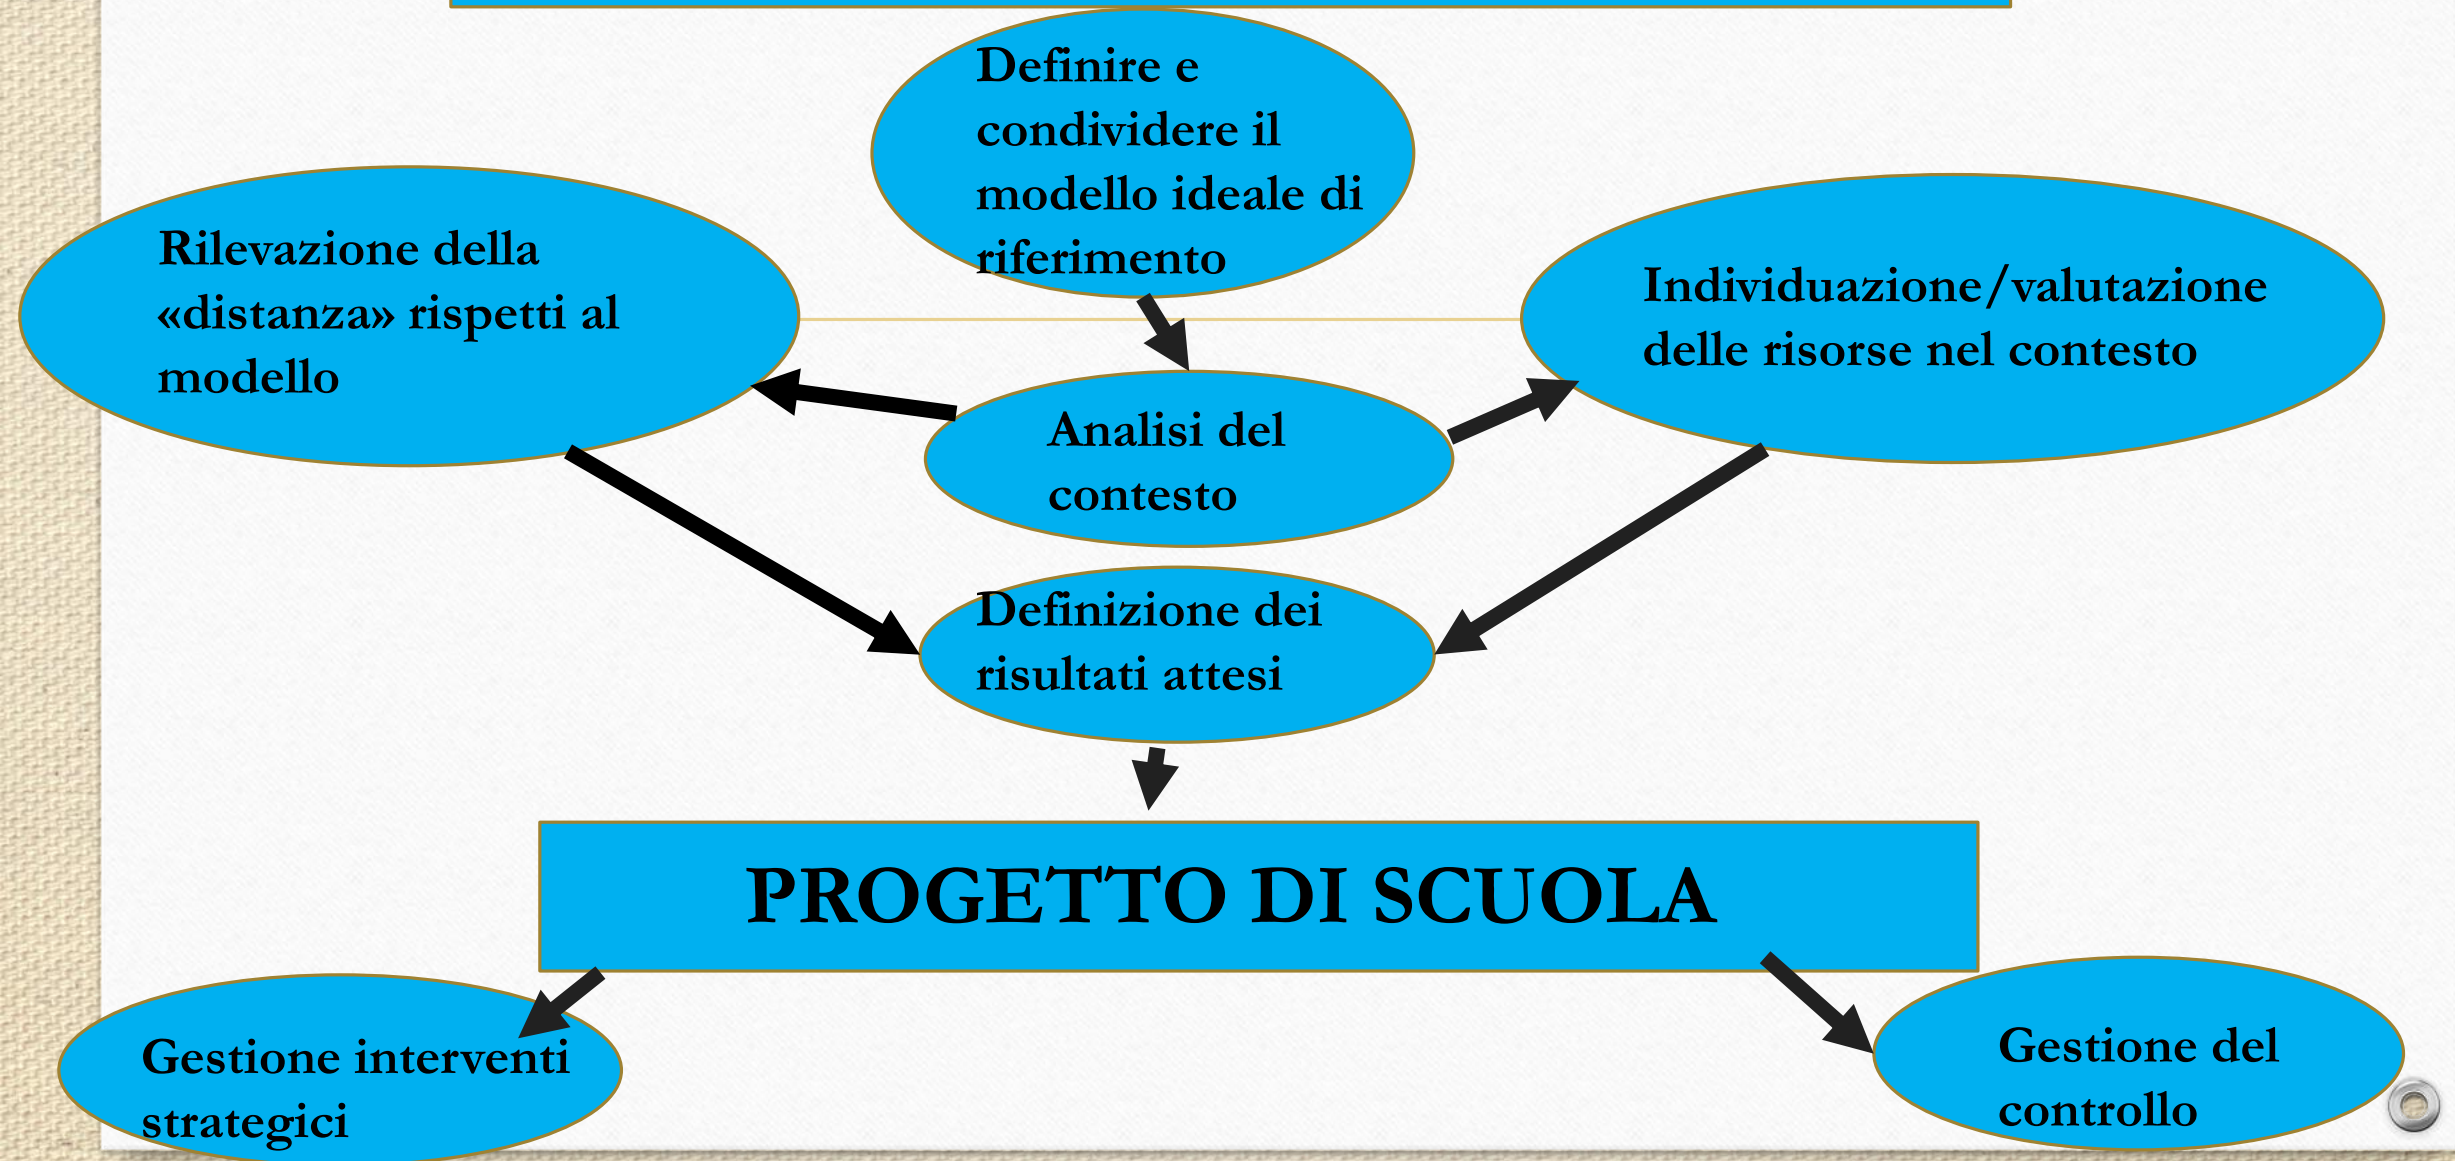 Definire e
condividere il
modello ideale di
riferimento
Rilevazione della
«distanza» rispetti al
modello
Individuazione/valutazione
delle risorse nel contesto
Analisi del
contesto
Definizione dei
risultati attesi
PROGETTO DI SCUOLA
Gestione interventi
strategici
Gestione del
controllo